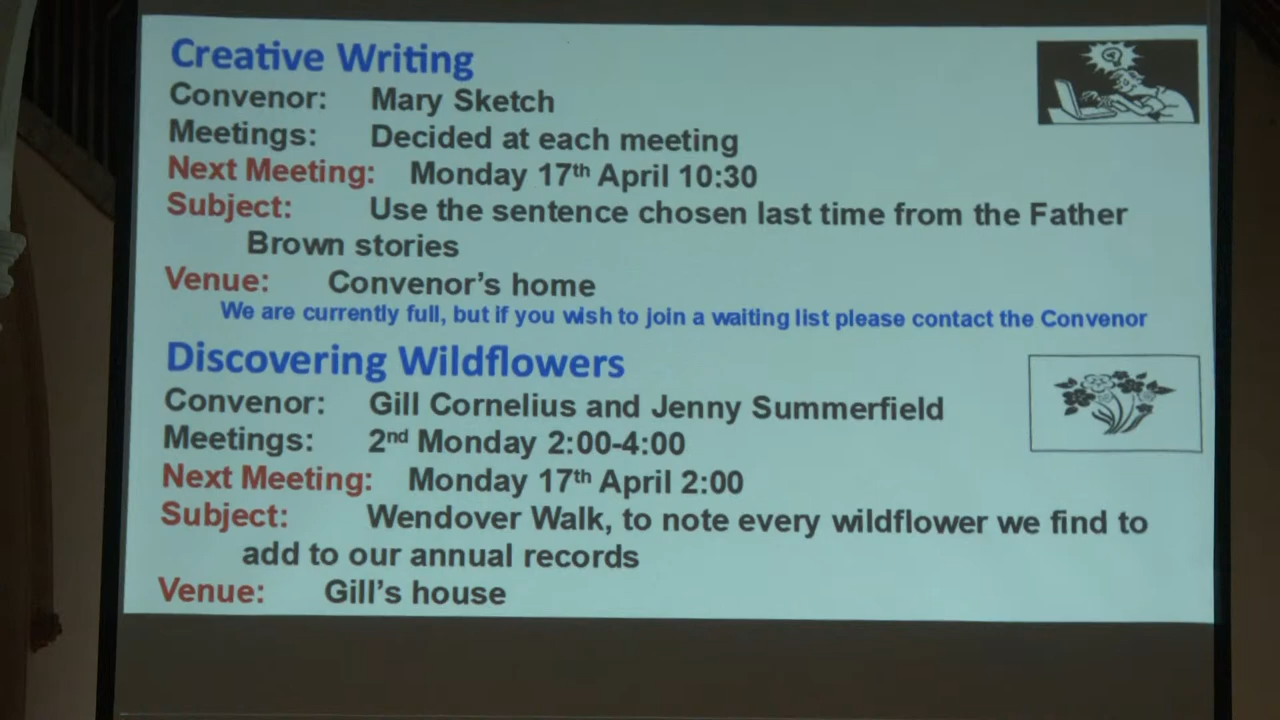 Creative Writing
Convenor: Mary Sketch
Meetings: Decided at each meeting
Next Meeting: Monday 17th April 10:30
Subject: Use the sentence chosen last time from the Father
Brown stories
Venue: Convenor's home
We are currently full, but if you wish to join a waiting list please contact the Convenor
Discovering Wildflowers
Convenor: Gill Cornelius and Jenny Summerfield
Meetings: 2nd Monday 2:00-4:00
Next Meeting: Monday 17th April 2:00
Subject: Wendover Walk, to note every wildflower we find to
add to our annual records
Venue: Gill's house